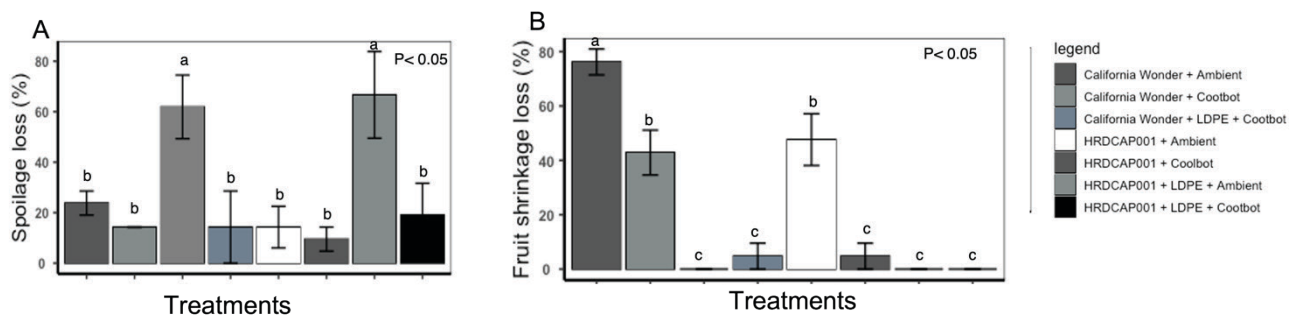 A
Spoilage loss (%)
80
60
40
20
0
b
b
a
b
b
b
a
b
P< 0.05
Treatments
B
Fruit shrinkage loss (%)
80
60
40
20
0
a
b
c
c
b
c
c
c
P< 0.05
Treatments
legend
California Wonder + Ambient
California Wonder + Cootbot
California Wonder + LDPE + Cootbot
HRDCAP001 + Ambient
HRDCAP001 + Coolbot
HRDCAP001 + LDPE + Ambient
HRDCAP001 + LDPE + Cootbot